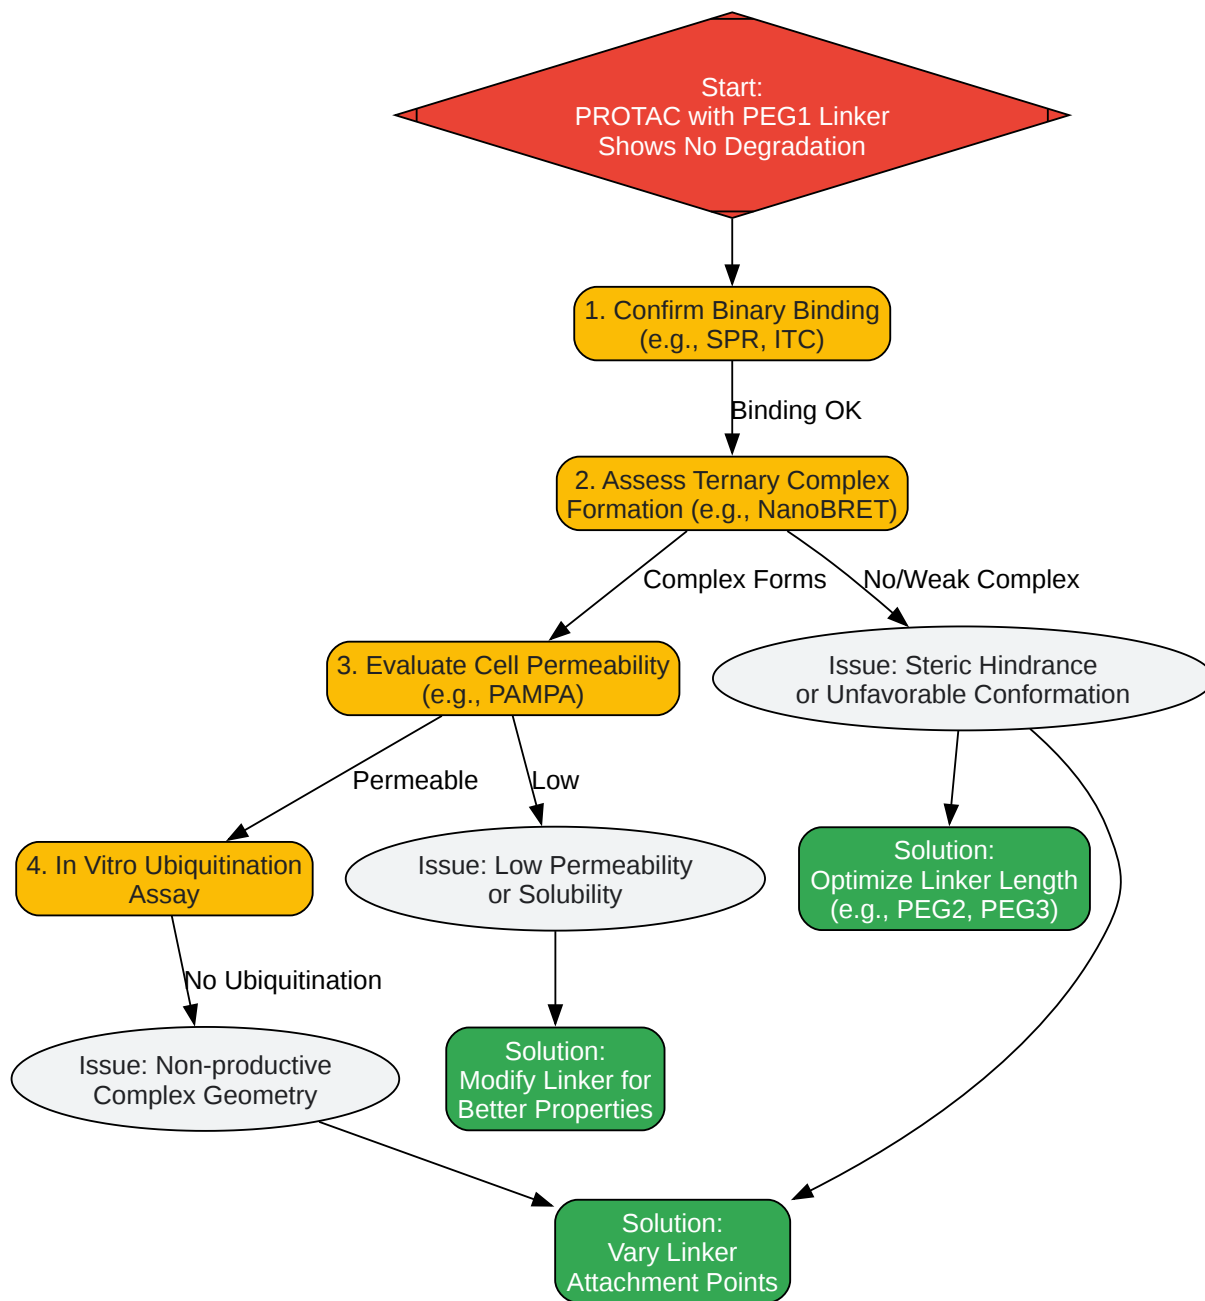 Start:
PROTAC with PEG1 Linker
Shows No Degradation
1. Confirm Binary Binding
(e.g., SPR, ITC)
Binding OK
2. Assess Ternary Complex
Formation (e.g., NanoBRET)
Complex Forms
No/Weak Complex
3. Evaluate Cell Permeability
(e.g., PAMPA)
Issue: Steric Hindrance
or Unfavorable Conformation
Permeable
Low
4. In Vitro Ubiquitination
Assay
Issue: Low Permeability
or Solubility
Solution:
Optimize Linker Length
(e.g., PEG2, PEG3)
No Ubiquitination
Issue: Non-productive
Complex Geometry
Solution:
Modify Linker for
Better Properties
Solution:
Vary Linker
Attachment Points